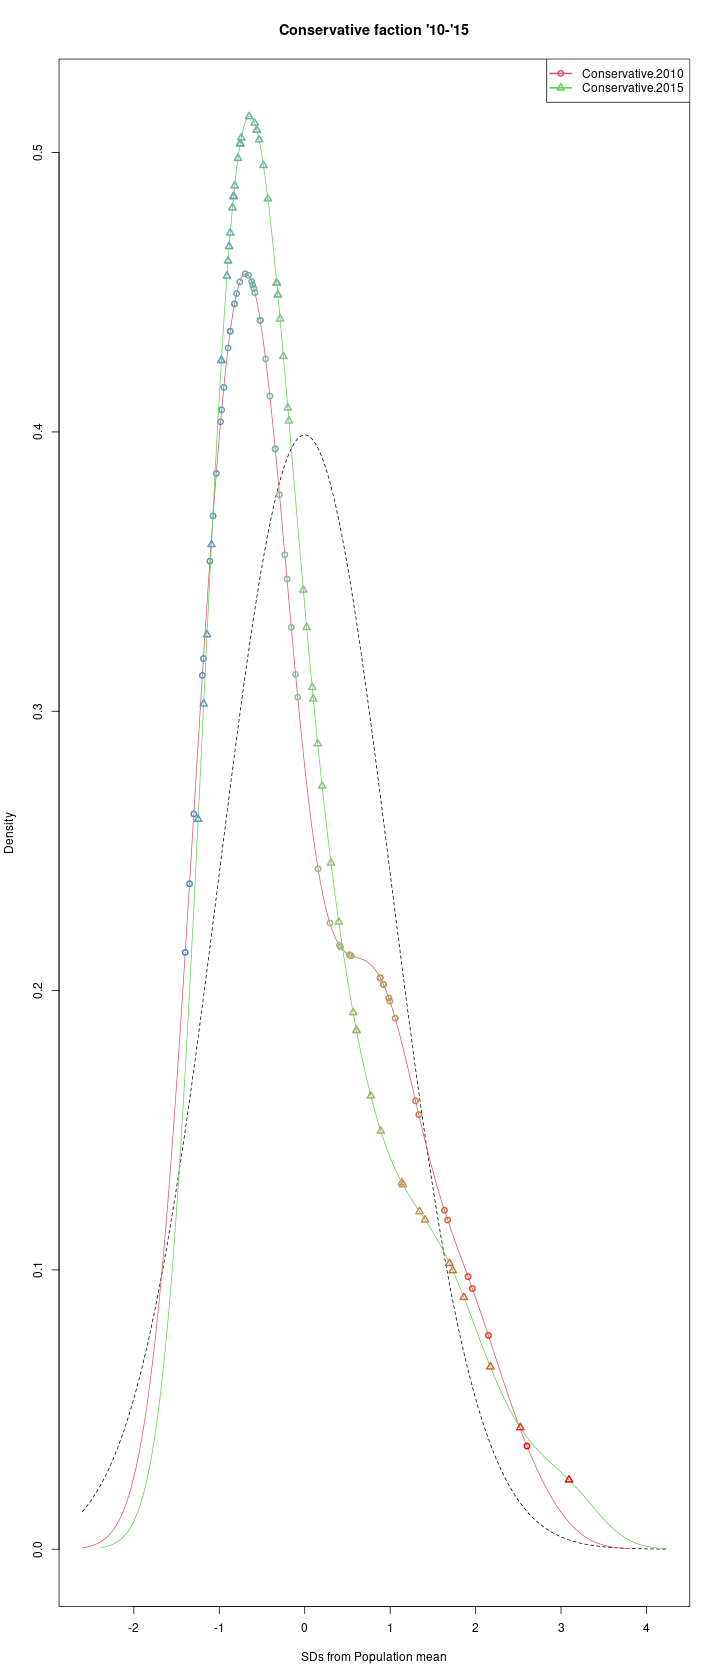 Conservative faction '10-'15
Conservative.2010
Conservative.2015
Density
0.5
0.4
0.3
0.2
0.1
0.0
-2 -1 0 1 2 3 4
SDs from Population mean